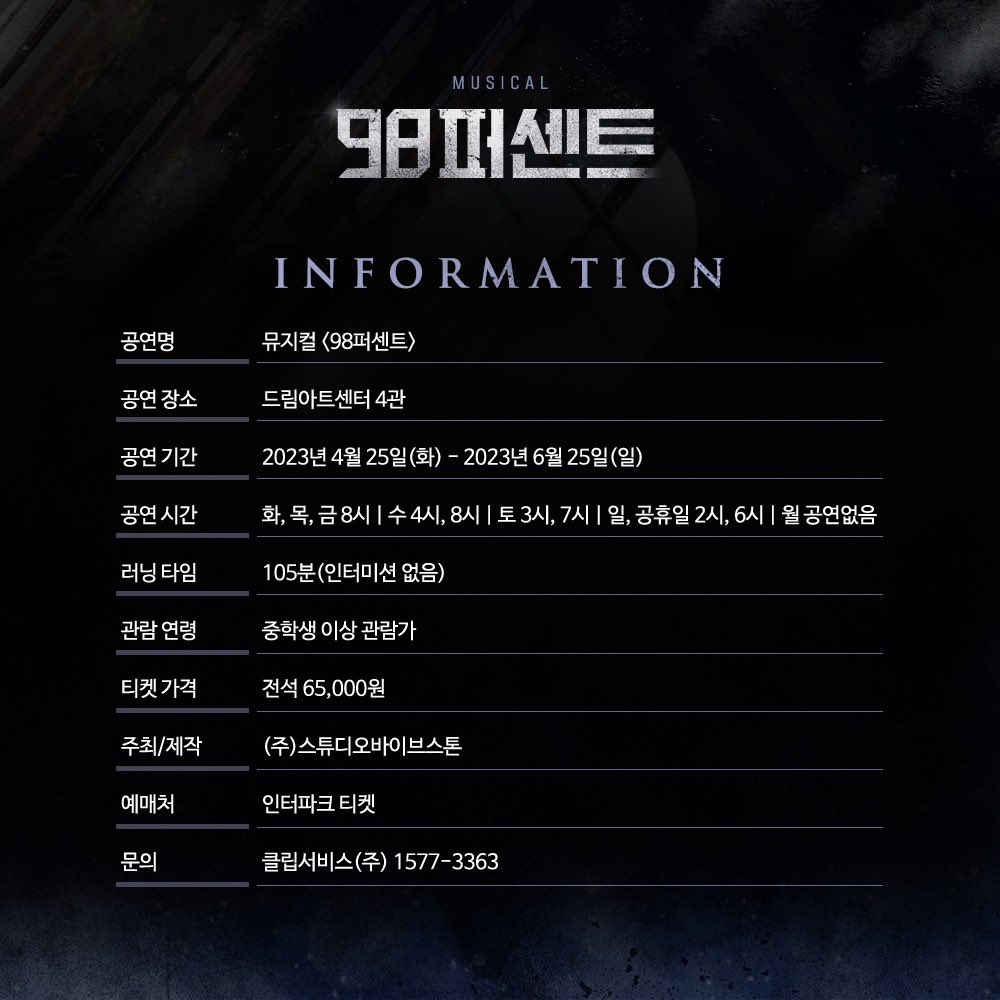 MUSICAL
98퍼센트
INFORMATION
공연명 뮤지컬 <98퍼센트>
공연 장소 드림아트센터 4관
공연 기간 2023년 4월 25일(화) - 2023년 6월 25일(일)
공연 시간 화, 목, 금 8시 | 수 4시, 8시 | 토 3시, 7시 | 일, 공휴일 2시, 6시 | 월 공연없음
러닝 타임 105분(인터미션 없음)
관람 연령 중학생 이상 관람가
티켓 가격 전석 65,000원
주최/제작 (주)스튜디오바이브스톤
예매처 인터파크 티켓
문의 클립서비스(주) 1577-3363